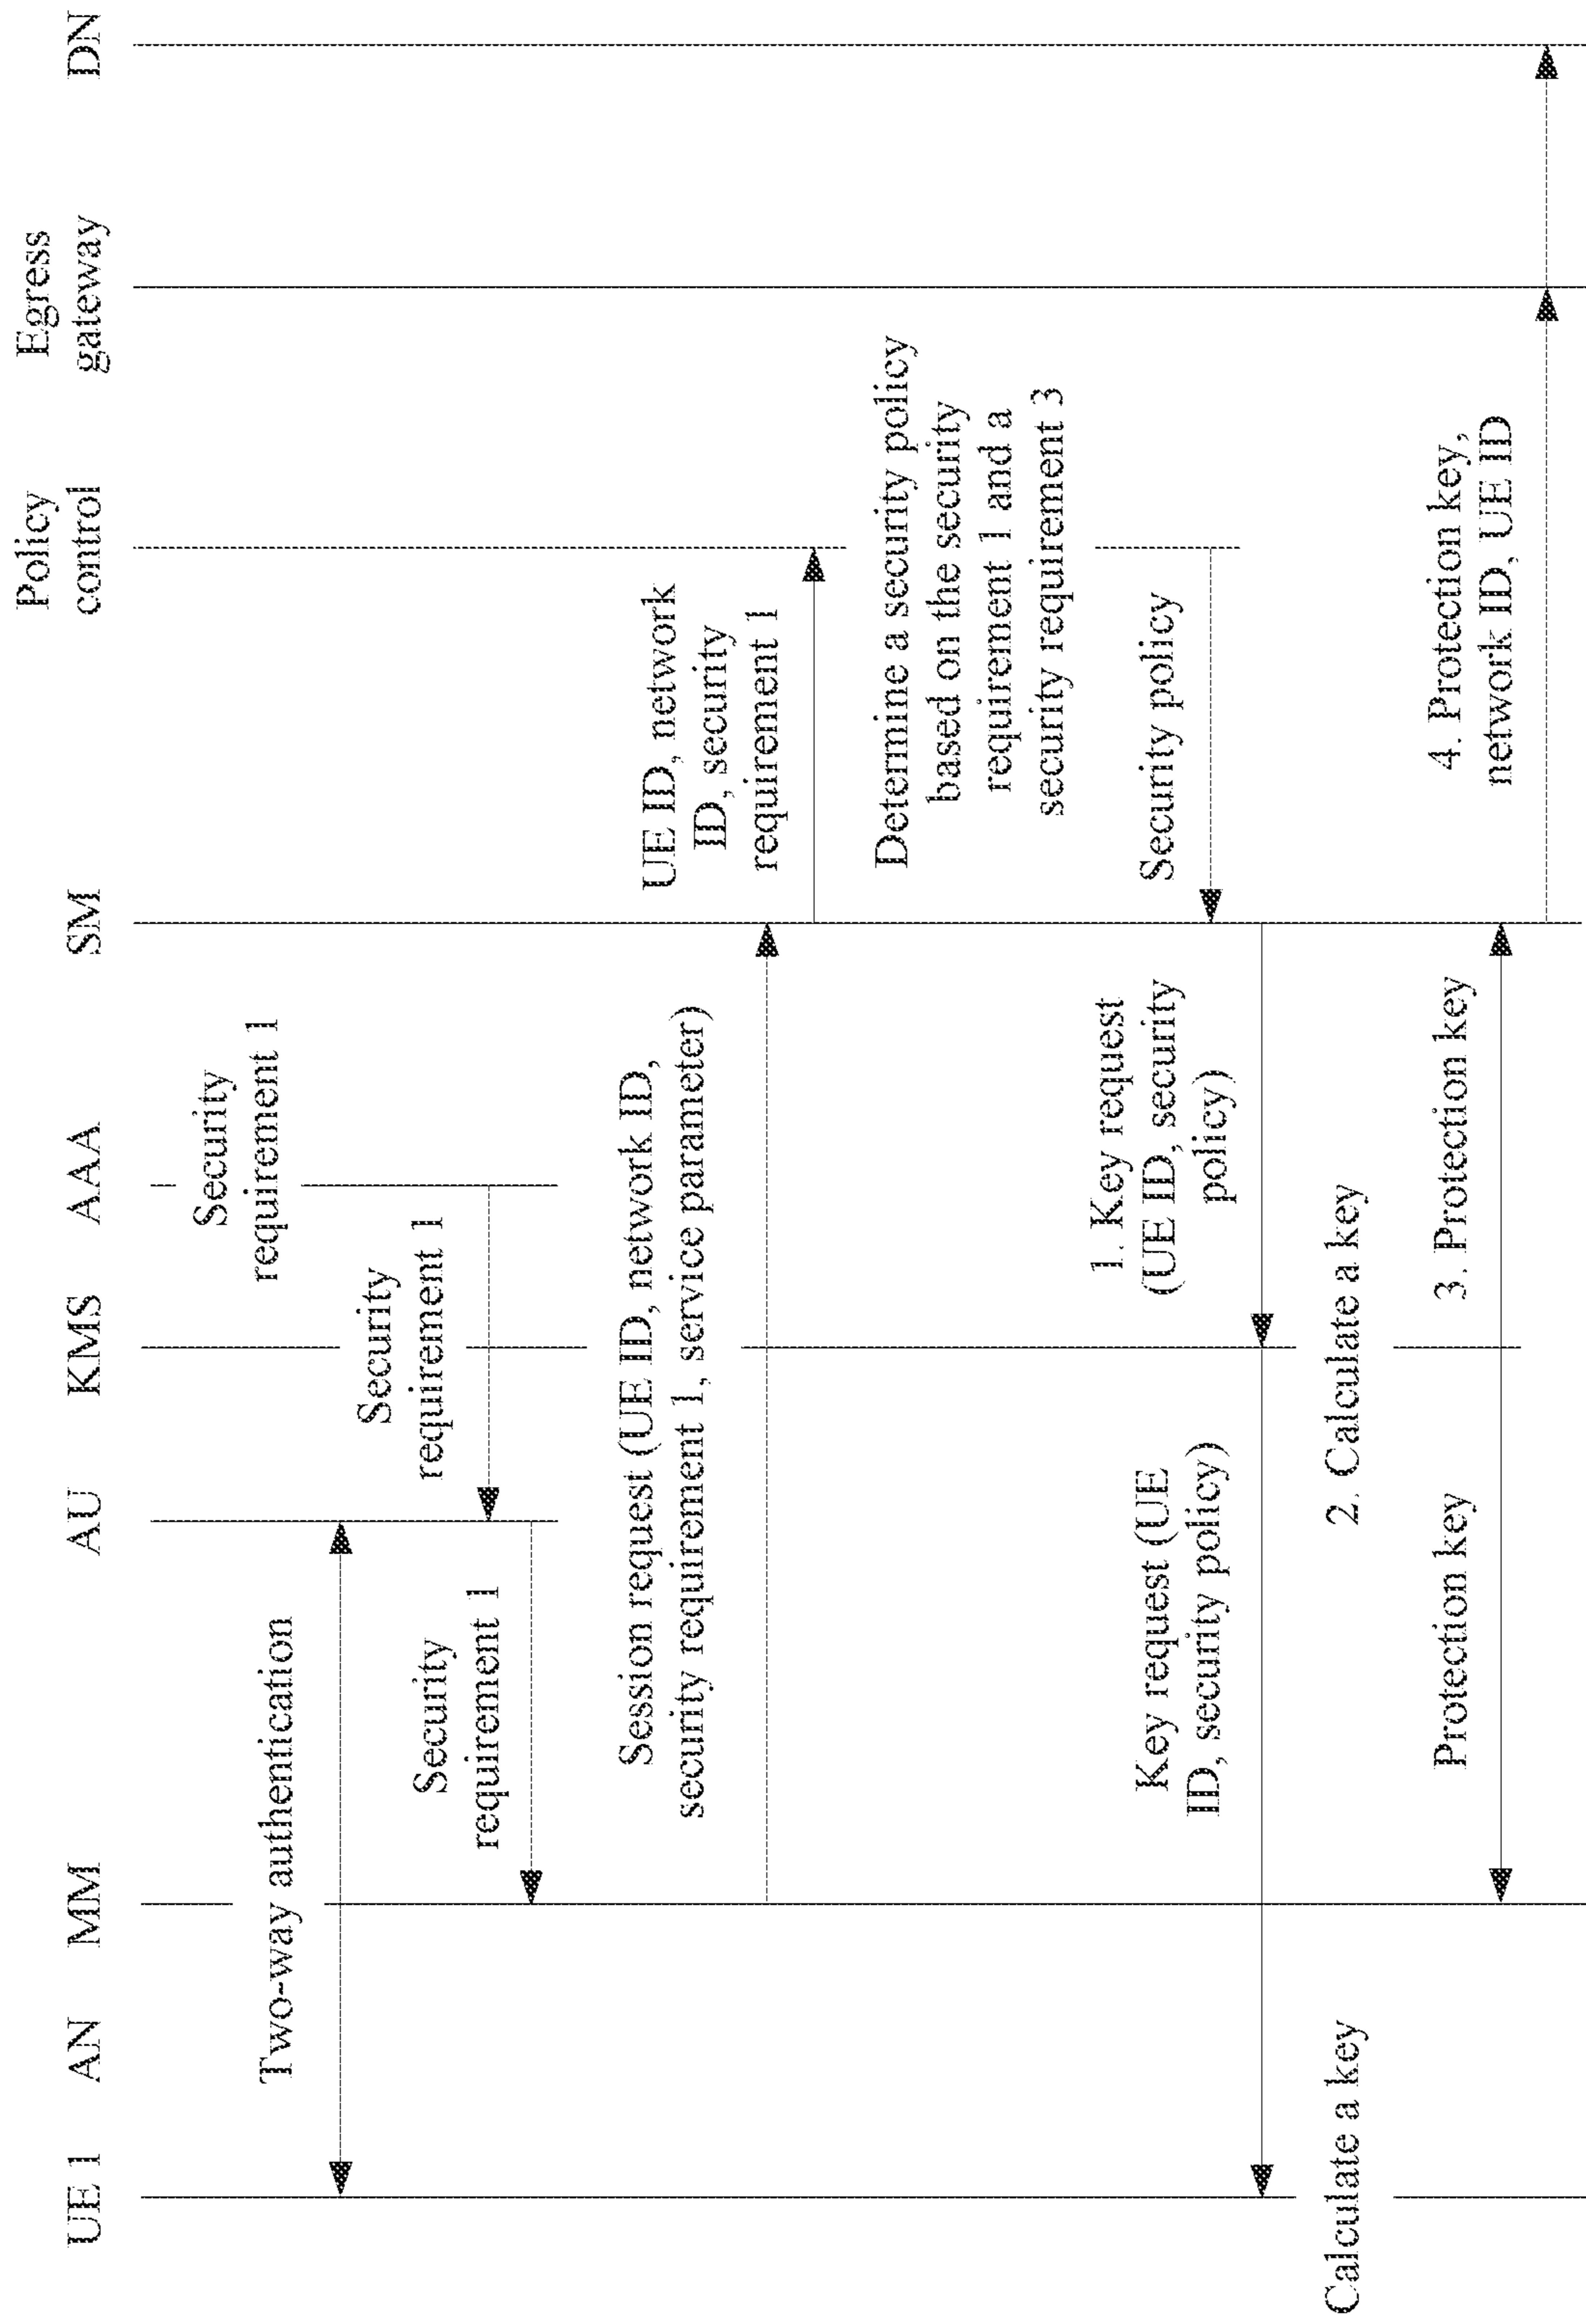 UE 1
AN
MM
AU
KMS
AAA
SM
Policy
control
Egress
gateway
DN
Security
requirement 1
Two-way authentication
Security
requirement 1
Security
requirement 1
Session request (UE ID, network ID,
security requirement 1, service parameter)
UE ID, network
ID, security
requirement 1
Determine a security policy
based on the security
requirement 1 and a
security requirement 3
Security policy
1. Key request
(UE ID, security
policy)
Key request (UE
ID, security policy)
Calculate a key
2. Calculate a key
Protection key
3. Protection key
4. Protection key,
network ID, UE ID